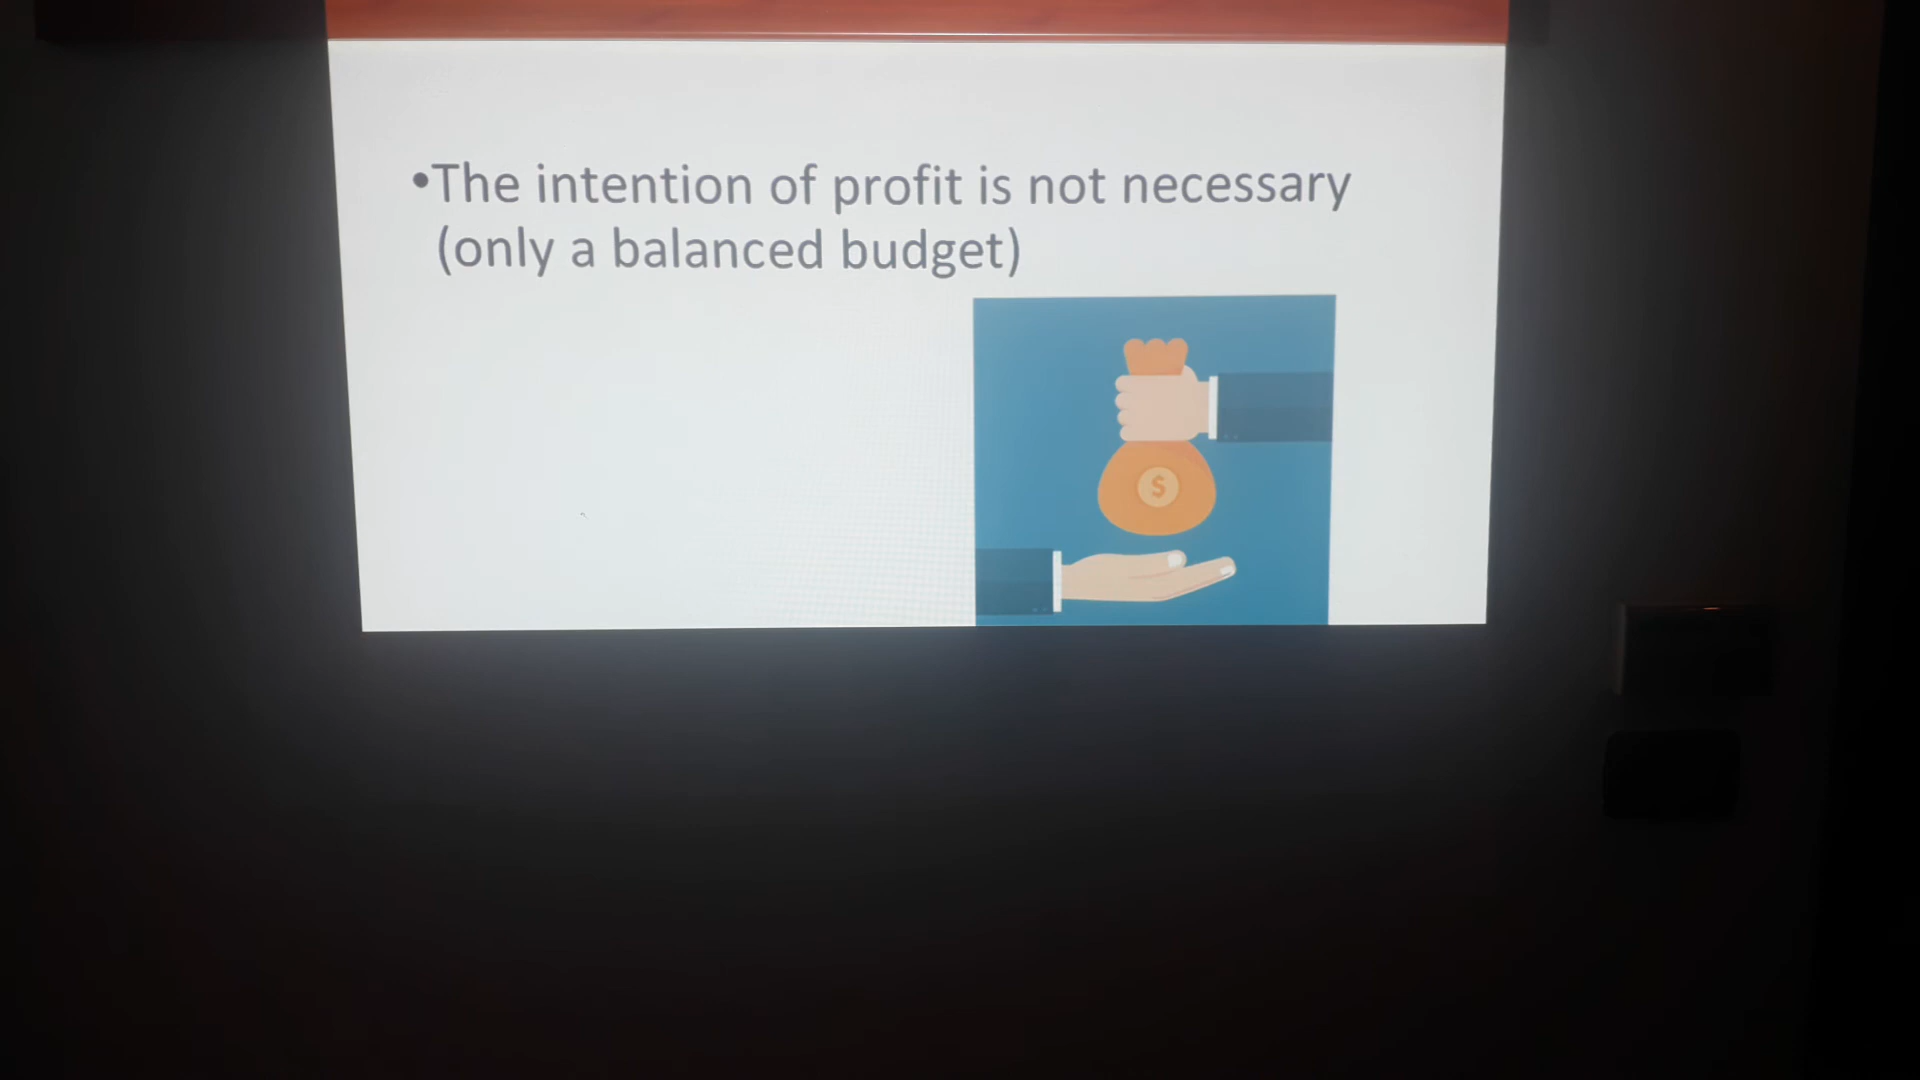 •The intention of profit is not necessary
(only a balanced budget)
$